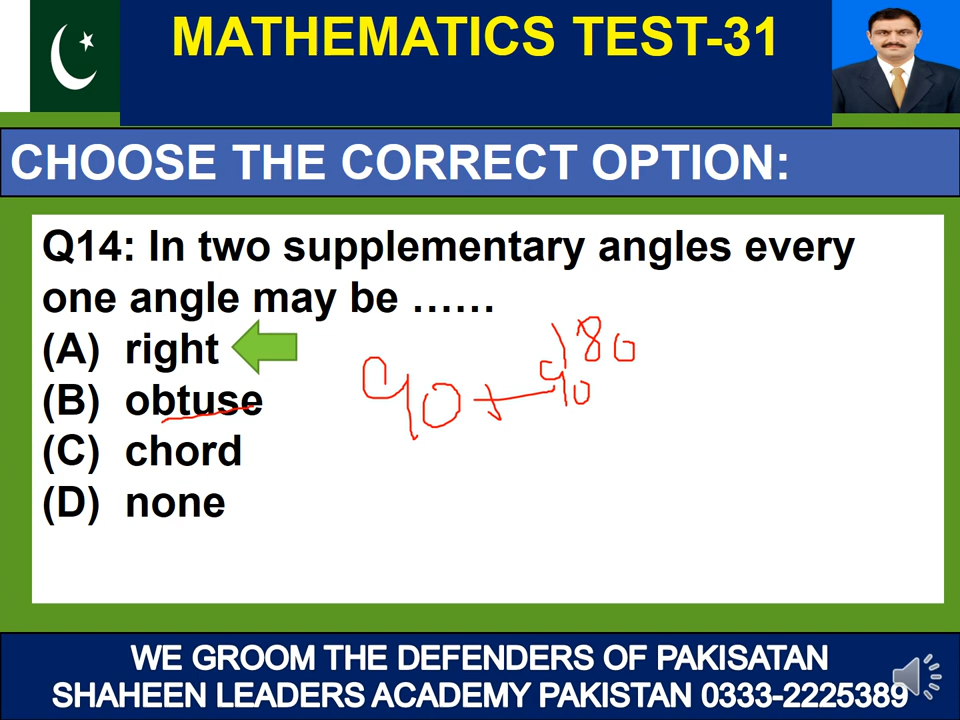 MATHEMATICS TEST-31
CHOOSE THE CORRECT OPTION:
Q14: In two supplementary angles every
one angle may be ......
(A) right
(B) obtuse
(C) chord
(D) none
180
90 + 90
WE GROOM THE DEFENDERS OF PAKISATAN
SHAHEEN LEADERS ACADEMY PAKISTAN 0333-2225389